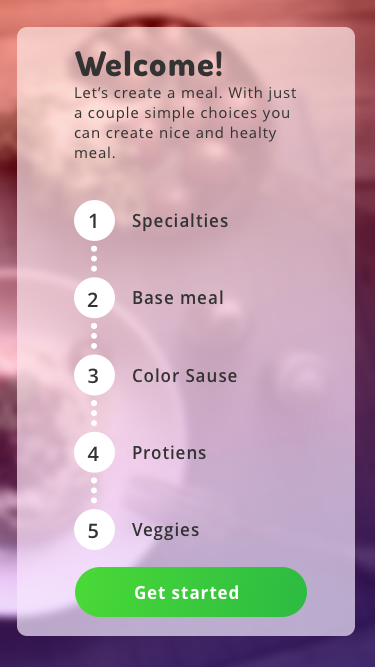 Welcome!
Let's create a meal. With just
a couple simple choices you
can create nice and healty
meal.
1 Specialties
2 Base meal
3 Color Sause
4 Protiens
5 Veggies
Get started